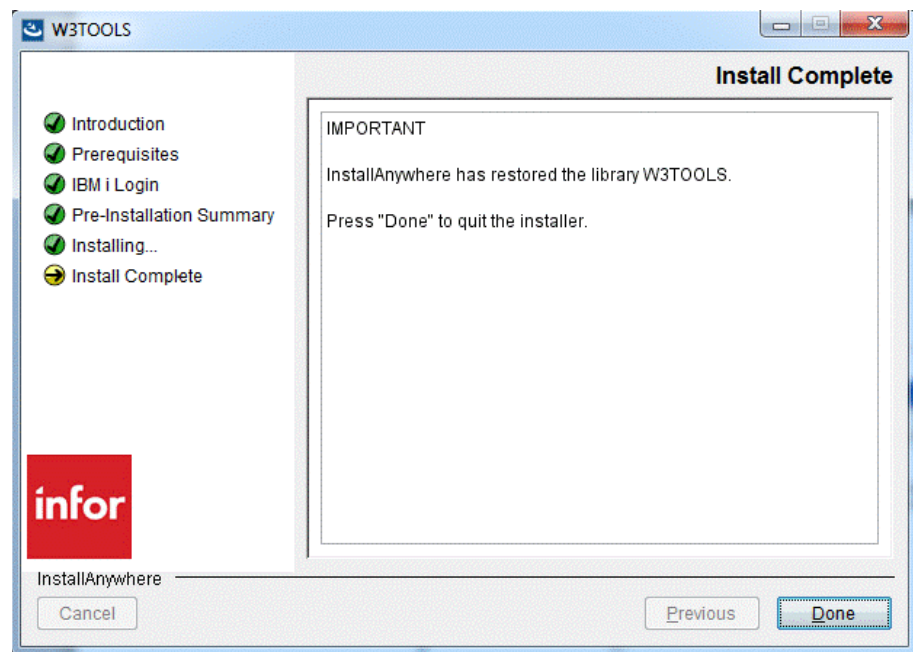 W3TOOLS
Install Complete
Introduction
Prerequisites
IBM i Login
Pre-Installation Summary
Installing...
Install Complete
IMPORTANT
InstallAnywhere has restored the library W3TOOLS.
Press "Done" to quit the installer.
infor
InstallAnywhere
Cancel
Previous
Done